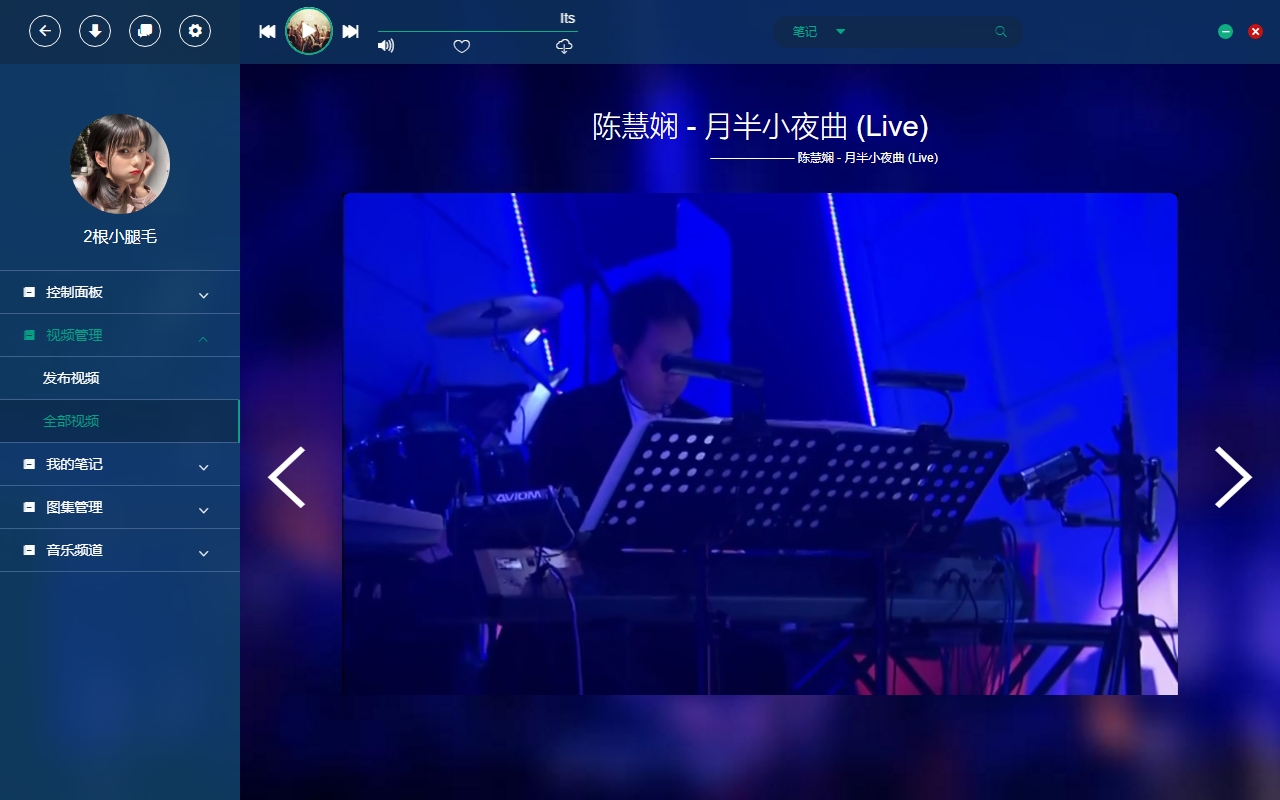 Its
笔记
2根小腿毛
控制面板
视频管理
发布视频
全部视频
我的笔记
图集管理
音乐频道
陈慧娴 - 月半小夜曲 (Live)
———————— 陈慧娴 - 月半小夜曲 (Live)
AVIOM